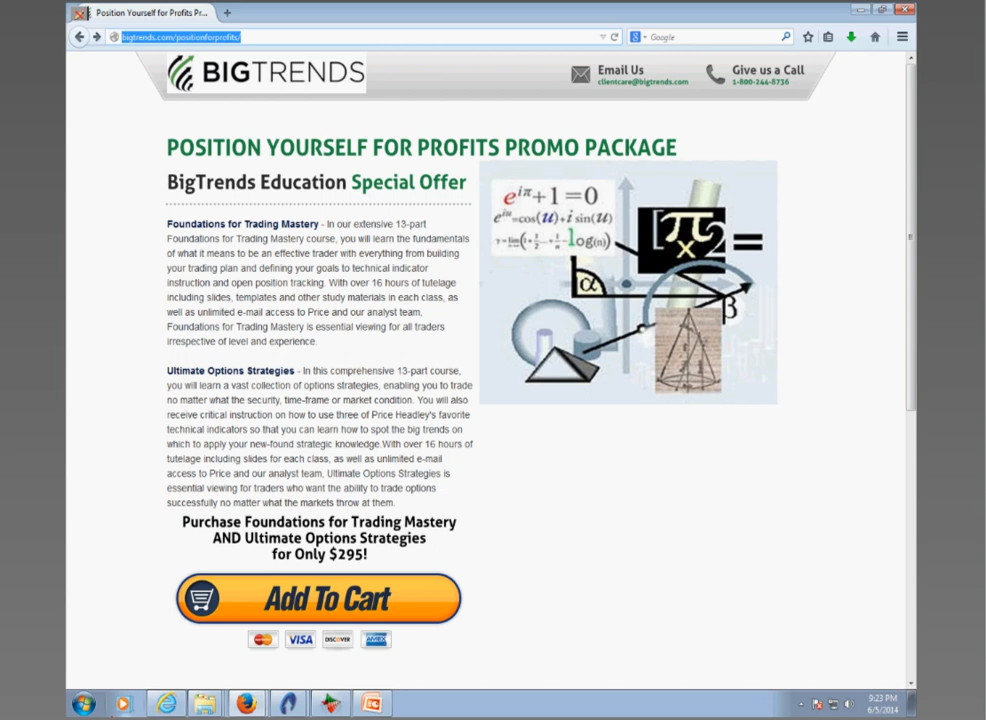 Position Yourself for Profits Pr...
bigtrends.com/positionforprofits/
Google
BIGTRENDS
Email Us
clientcare@bigtrends.com
Give us a Call
1-800-244-8736
POSITION YOURSELF FOR PROFITS PROMO PACKAGE
BigTrends Education Special Offer
Foundations for Trading Mastery - In our extensive 13-part
Foundations for Trading Mastery course, you will learn the fundamentals
of what it means to be an effective trader with everything from building
your trading plan and defining your goals to technical indicator
instruction and open position tracking. With over 16 hours of tutelage
including slides, templates and other study materials in each class, as
well as unlimited e-mail access to Price and our analyst team,
Foundations for Trading Mastery is essential viewing for all traders
irrespective of level and experience.
Ultimate Options Strategies - In this comprehensive 13-part course,
you will learn a vast collection of options strategies, enabling you to trade
no matter what the security, time-frame or market condition. You will also
receive critical instruction on how to use three of Price Headley's favorite
technical indicators so that you can learn how to spot the big trends on
which to apply your new-found strategic knowledge.With over 16 hours of
tutelage including slides for each class, as well as unlimited e-mail
access to Price and our analyst team, Ultimate Options Strategies is
essential viewing for traders who want the ability to trade options
successfully no matter what the markets throw at them.
e^iπ+1=0
e^iu=cos(u)+i sin(u)
π
x
2
=
α
β
Purchase Foundations for Trading Mastery
AND Ultimate Options Strategies
for Only $295!
Add To Cart
VISA
DISCOVER
AMEX
9:23 PM
6/5/2014